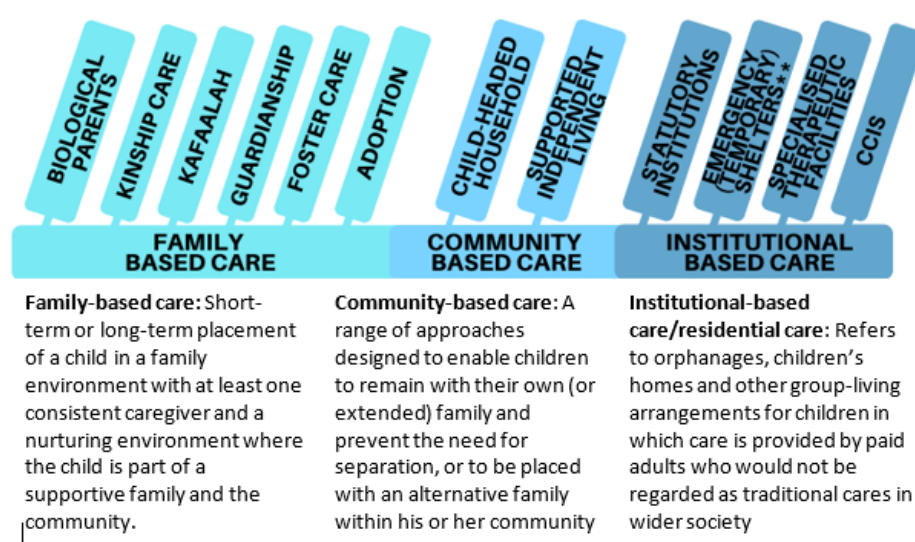 BIOLOGICAL
PARENTS
KINSHIP CARE
KAFAALAH
GUARDIANSHIP
FOSTER CARE
ADOPTION
CHILD-HEADED
HOUSEHOLD
SUPPORTED
INDEPENDENT
LIVING
STATUTORY
INSTITUTIONS
EMERGENCY
(TEMPORARY)
SHELTERS**
SPECIALISED
THERAPEUTIC
FACILITIES
CCIS
FAMILY
BASED CARE
COMMUNITY
BASED CARE
INSTITUTIONAL
BASED CARE
Family-based care: Short-
term or long-term placement
of a child in a family
environment with at least one
consistent caregiver and a
nurturing environment where
the child is part of a
supportive family and the
community.
Community-based care: A
range of approaches
designed to enable children
to remain with their own (or
extended) family and
prevent the need for
separation, or to be placed
with an alternative family
within his or her community
Institutional-based
care/residential care: Refers
to orphanages, children's
homes and other group-living
arrangements for children in
which care is provided by paid
adults who would not be
regarded as traditional cares in
wider society